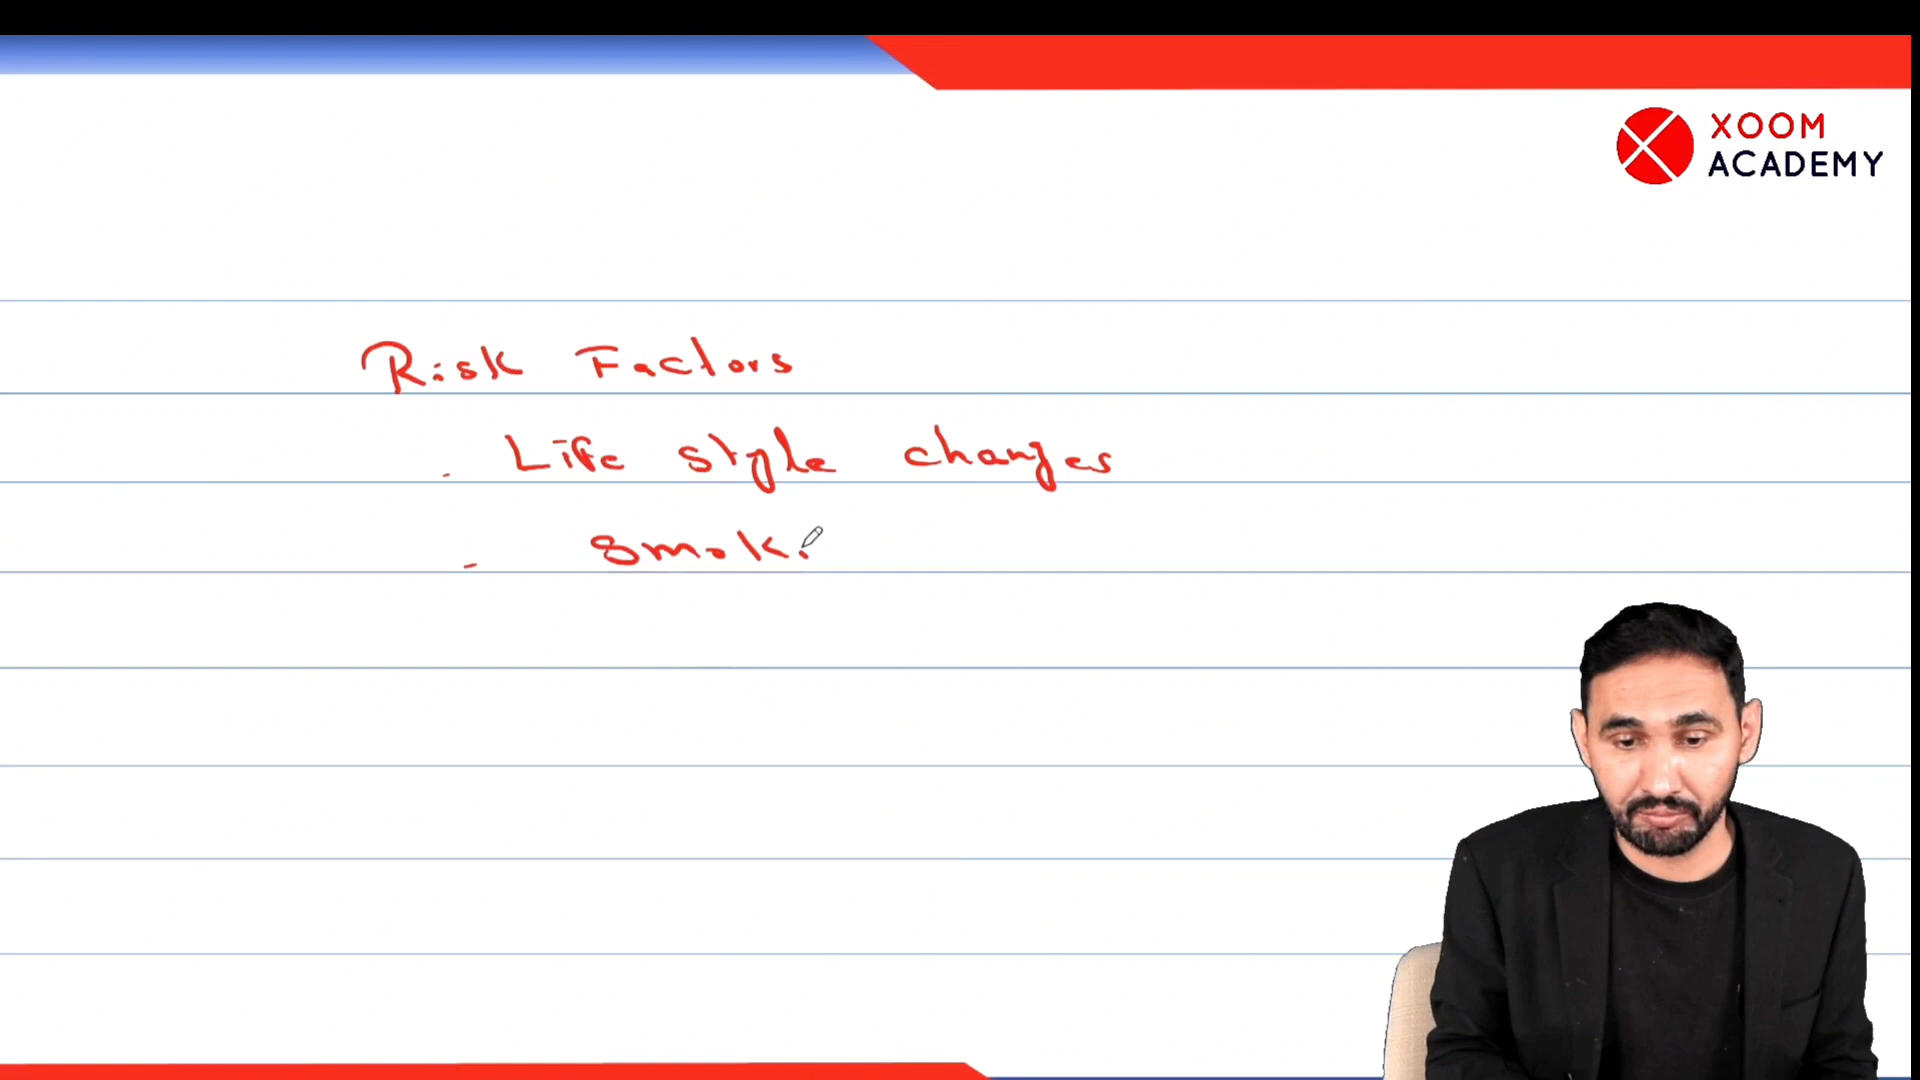 XOOM
ACADEMY
Risk Factors
. Life style changes
- Smoki